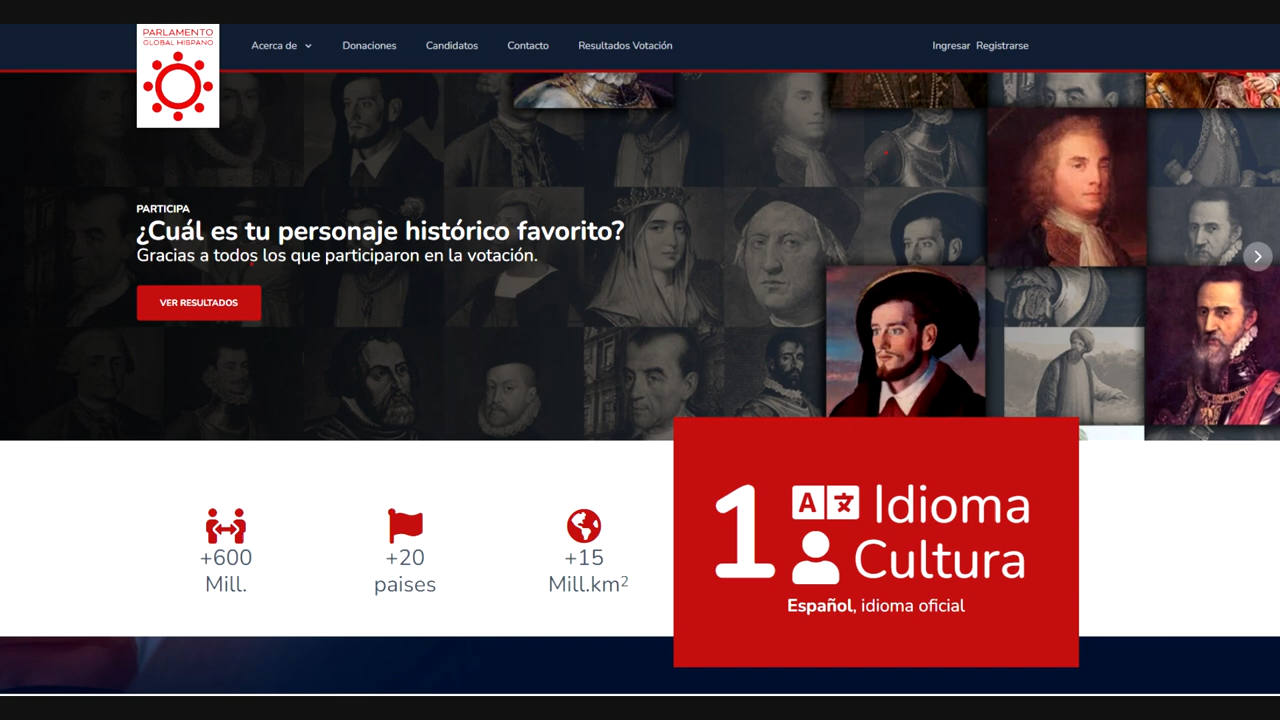 PARLAMENTO
GLOBAL HISPANO
Acerca de
Donaciones
Candidatos
Contacto
Resultados Votación
Ingresar
Registrarse
PARTICIPA
¿Cuál es tu personaje histórico favorito?
Gracias a todos los que participaron en la votación.
VER RESULTADOS
+600
Mill.
+20
paises
+15
Mill.km²
1 A Idioma
Cultura
Español, idioma oficial